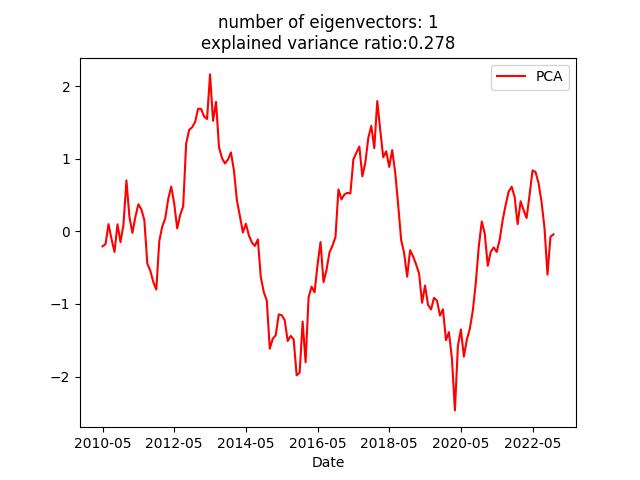 number of eigenvectors: 1
explained variance ratio:0.278
PCA
2
1
0
−1
−2
2010-05 2012-05 2014-05 2016-05 2018-05 2020-05 2022-05
Date